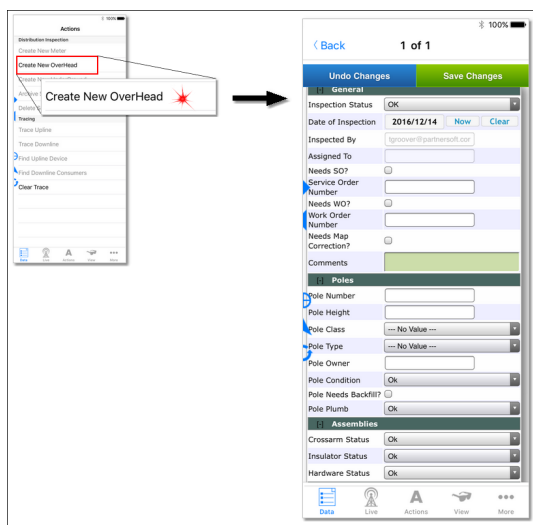 100%
Actions
Distribution Inspection
Create New Meter
Create New OverHead
Create New OverHead
Tracing
Trace Upline
Trace Downline
Find Upline Device
Find Downline Consumers
Clear Trace
Data Live Actions View More
100%
Back 1 of 1
Undo Changes Save Changes
[-] General
Inspection Status OK
Date of Inspection 2016/12/14 Now Clear
Inspected By tgroover@partnersoft.cor
Assigned To
Needs SO?
Service Order
Number
Needs WO?
Work Order
Number
Needs Map
Correction?
Comments
[-] Poles
Pole Number
Pole Height
Pole Class --- No Value ---
Pole Type --- No Value ---
Pole Owner
Pole Condition Ok
Pole Needs Backfill?
Pole Plumb Ok
[-] Assemblies
Crossarm Status Ok
Insulator Status Ok
Hardware Status Ok
Data Live Actions View More